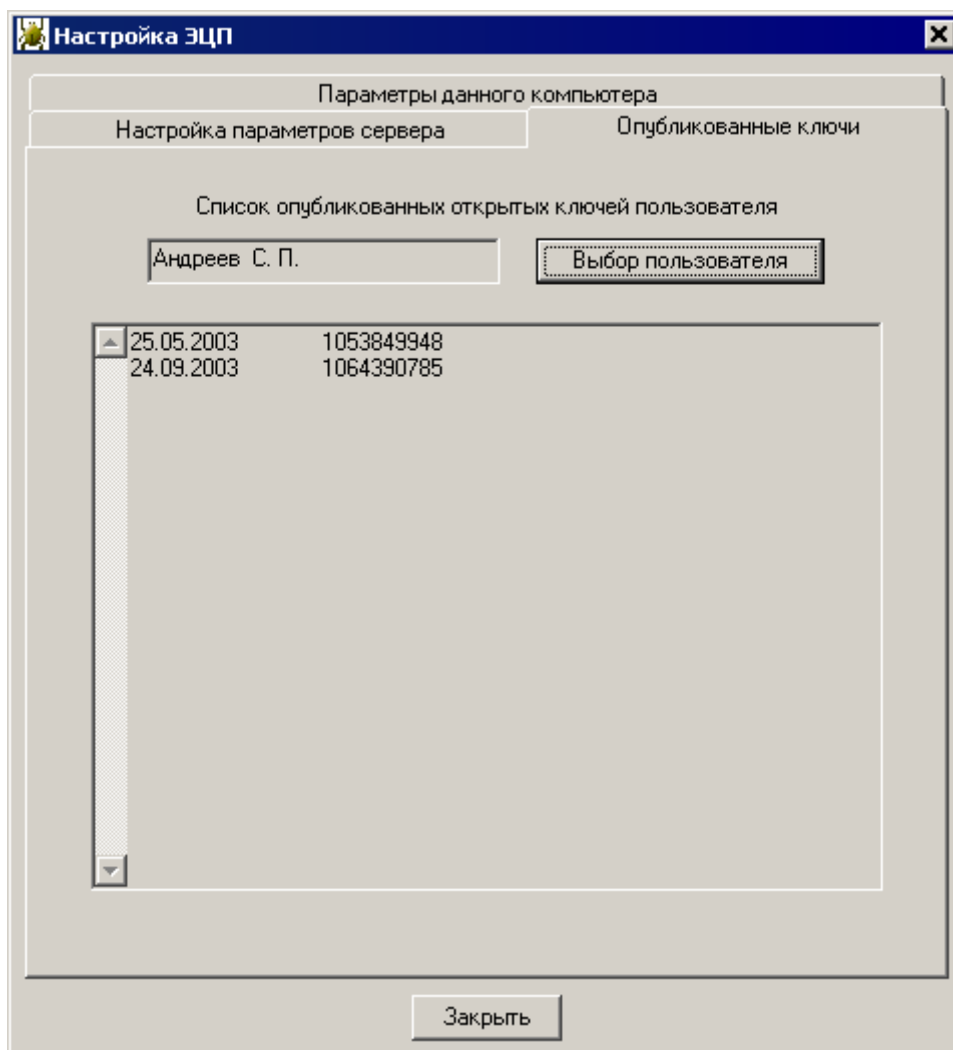 Настройка ЭЦП
Параметры данного компьютера
Настройка параметров сервера Опубликованные ключи
Список опубликованных открытых ключей пользователя
Андреев С. П. Выбор пользователя
25.05.2003 1053849948
24.09.2003 1064390785
Закрыть